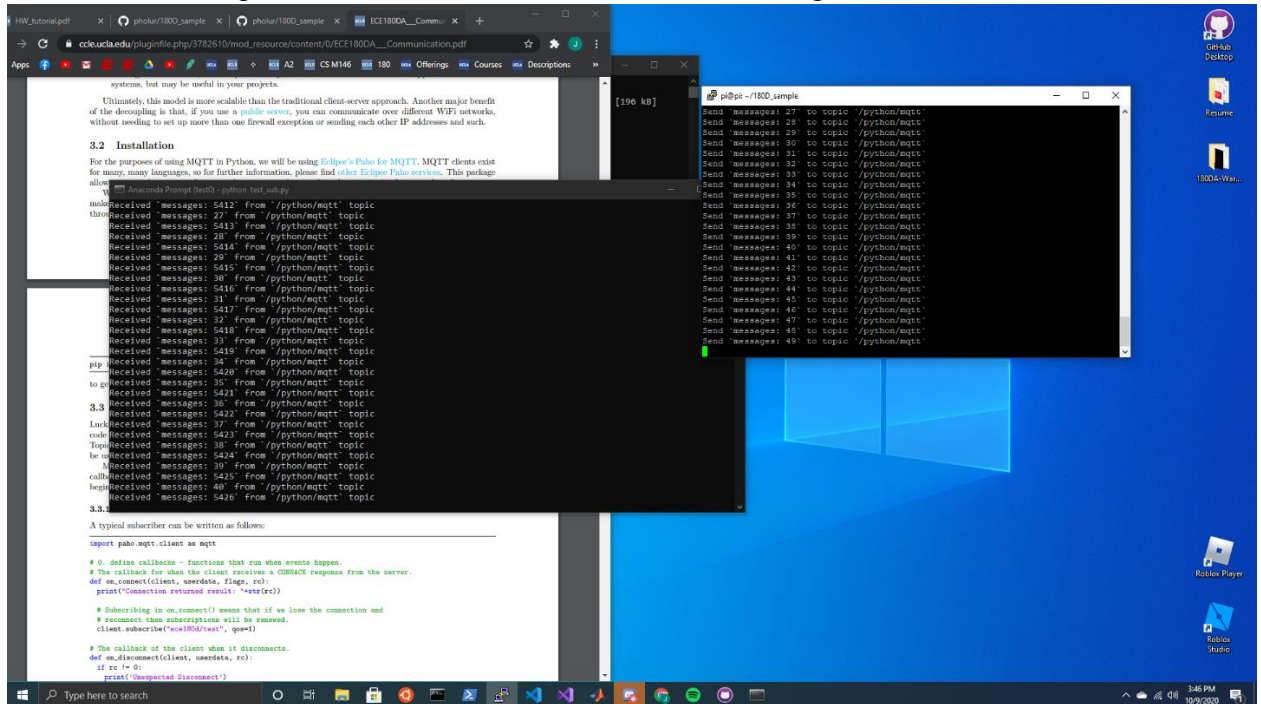 HW_tutorial.pdf
pholur/180D_sample
pholur/180D_sample
ECE180DA__Commu
ccle.ucla.edu/pluginfile.php/3782610/mod_resource/content/0/ECE180DA__Communication.pdf
Apps
A2
CS M146
180
Offerings
Courses
Descriptions
systems, but may be useful in your projects.
Ultimately, this model is more scalable than the traditional client-server approach. Another major benefit
of the decoupling is that, if you use a public server, you can communicate over different WiFi networks,
without needing to set up more than one firewall exception or sending each other IP addresses and such.
3.2 Installation
For the purposes of using MQTT in Python, we will be using Eclipse's Paho for MQTT. MQTT clients exist
for many, many languages, so for further information, please find other Eclipse Paho services. This package
allow
W
make
throu
Anaconda Prompt (test0) - python test_sub.py
Received `messages: 5412` from `/python/mqtt` topic
Received `messages: 27` from `/python/mqtt` topic
Received `messages: 5413` from `/python/mqtt` topic
Received `messages: 28` from `/python/mqtt` topic
Received `messages: 5414` from `/python/mqtt` topic
Received `messages: 29` from `/python/mqtt` topic
Received `messages: 5415` from `/python/mqtt` topic
Received `messages: 30` from `/python/mqtt` topic
Received `messages: 5416` from `/python/mqtt` topic
Received `messages: 31` from `/python/mqtt` topic
Received `messages: 5417` from `/python/mqtt` topic
Received `messages: 32` from `/python/mqtt` topic
Received `messages: 5418` from `/python/mqtt` topic
Received `messages: 33` from `/python/mqtt` topic
Received `messages: 5419` from `/python/mqtt` topic
Received `messages: 34` from `/python/mqtt` topic
Received `messages: 5420` from `/python/mqtt` topic
Received `messages: 35` from `/python/mqtt` topic
Received `messages: 5421` from `/python/mqtt` topic
Received `messages: 36` from `/python/mqtt` topic
Received `messages: 5422` from `/python/mqtt` topic
Received `messages: 37` from `/python/mqtt` topic
Received `messages: 5423` from `/python/mqtt` topic
Received `messages: 38` from `/python/mqtt` topic
Received `messages: 5424` from `/python/mqtt` topic
Received `messages: 39` from `/python/mqtt` topic
Received `messages: 5425` from `/python/mqtt` topic
Received `messages: 40` from `/python/mqtt` topic
Received `messages: 5426` from `/python/mqtt` topic
pip
to ge
3.3
Luck
code
Topi
be us
M
callb
begin
3.3.1
A typical subscriber can be written as follows:
import paho.mqtt.client as mqtt
# 0. define callbacks - functions that run when events happen.
# The callback for when the client receives a CONNACK response from the server.
def on_connect(client, userdata, flags, rc):
print("Connection returned result: "+str(rc))
# Subscribing in on_connect() means that if we lose the connection and
# reconnect then subscriptions will be renewed.
client.subscribe("ece180d/test", qos=1)
# The callback of the client when it disconnects.
def on_disconnect(client, userdata, rc):
if rc != 0:
print('Unexpected Disconnect')
[196 kB]
pi@pi: ~/180D_sample
Send `messages: 27` to topic `/python/mqtt`
Send `messages: 28` to topic `/python/mqtt`
Send `messages: 29` to topic `/python/mqtt`
Send `messages: 30` to topic `/python/mqtt`
Send `messages: 31` to topic `/python/mqtt`
Send `messages: 32` to topic `/python/mqtt`
Send `messages: 33` to topic `/python/mqtt`
Send `messages: 34` to topic `/python/mqtt`
Send `messages: 35` to topic `/python/mqtt`
Send `messages: 36` to topic `/python/mqtt`
Send `messages: 37` to topic `/python/mqtt`
Send `messages: 38` to topic `/python/mqtt`
Send `messages: 39` to topic `/python/mqtt`
Send `messages: 40` to topic `/python/mqtt`
Send `messages: 41` to topic `/python/mqtt`
Send `messages: 42` to topic `/python/mqtt`
Send `messages: 43` to topic `/python/mqtt`
Send `messages: 44` to topic `/python/mqtt`
Send `messages: 45` to topic `/python/mqtt`
Send `messages: 46` to topic `/python/mqtt`
Send `messages: 47` to topic `/python/mqtt`
Send `messages: 48` to topic `/python/mqtt`
Send `messages: 49` to topic `/python/mqtt`
GitHub
Desktop
Resume
180DA-War...
Roblox Player
Roblox
Studio
Type here to search
3:46 PM
10/9/2020